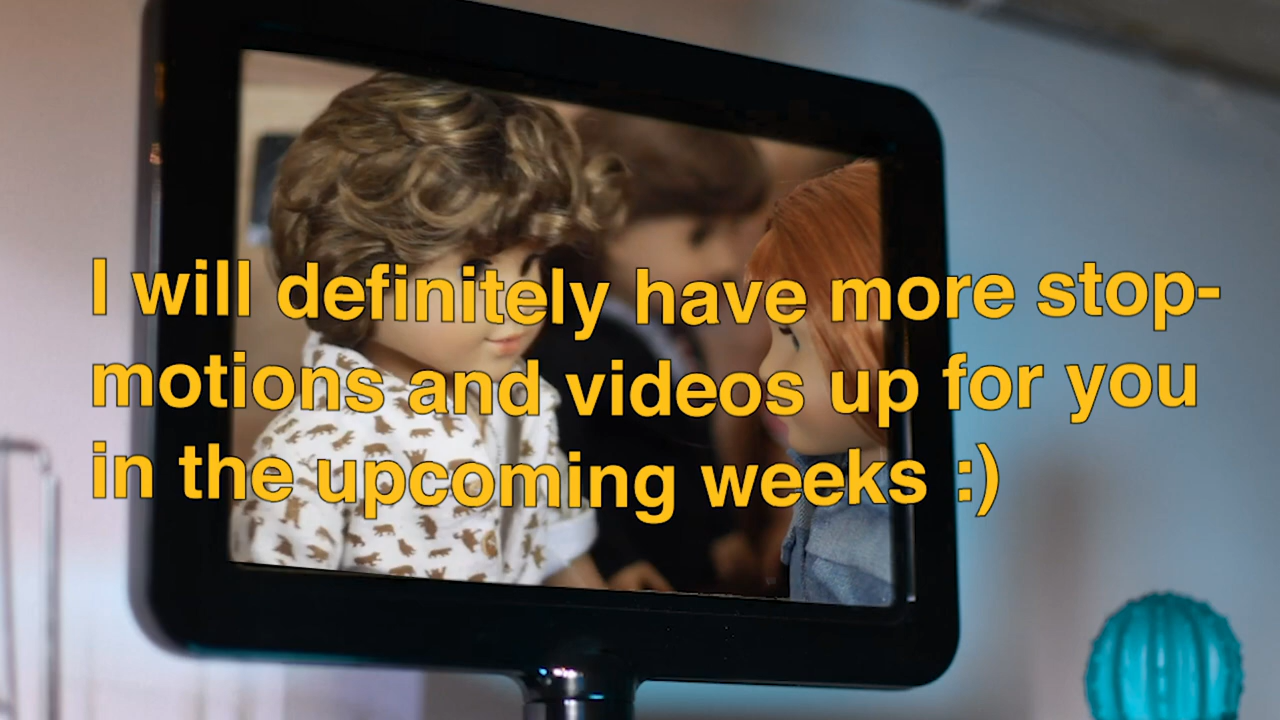 I will definitely have more stop-
motions and videos up for you
in the upcoming weeks :)